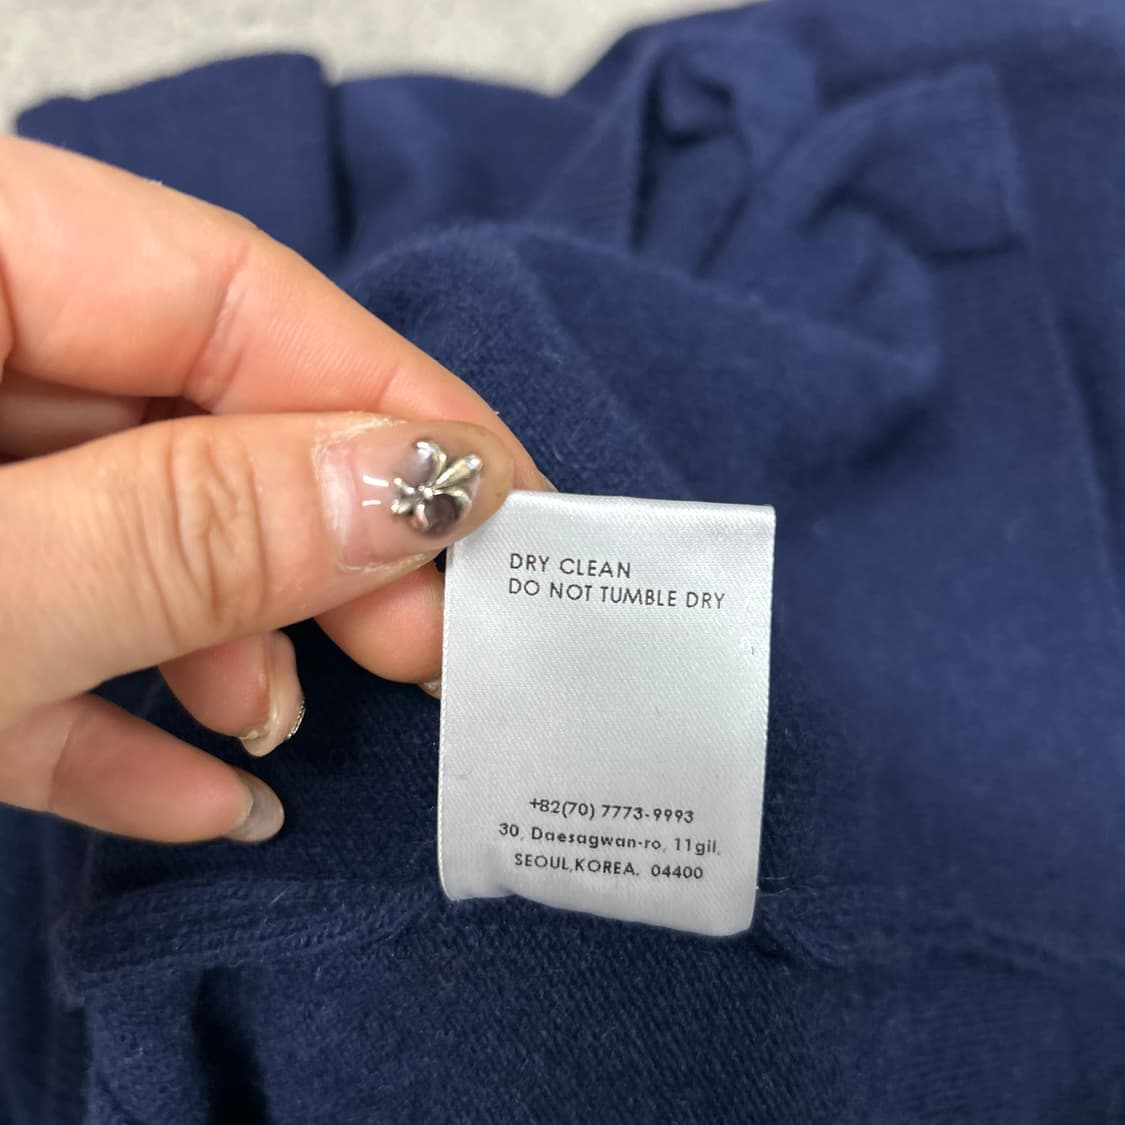 DRY CLEAN
DO NOT TUMBLE DRY
+82(70) 7773-9993
30, Daesagwan-ro, 11gil,
SEOUL,KOREA. 04400